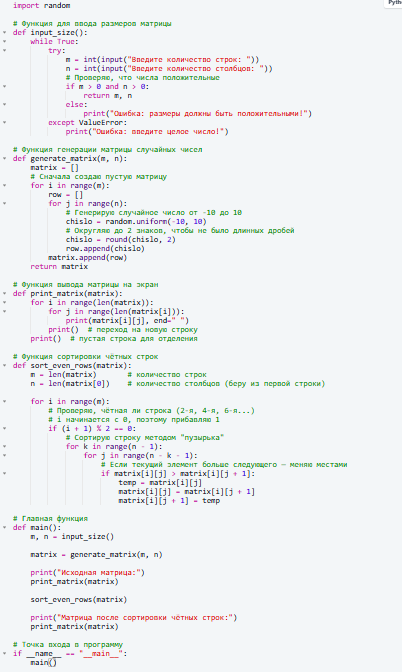 Pyth
import random

# Функция для ввода размеров матрицы
def input_size():
    while True:
        try:
            m = int(input("Введите количество строк: "))
            n = int(input("Введите количество столбцов: "))
            # Проверяем, что числа положительные
            if m > 0 and n > 0:
                return m, n
            else:
                print("Ошибка: размеры должны быть положительными!")
        except ValueError:
            print("Ошибка: введите целое число!")

# Функция генерации матрицы случайных чисел
def generate_matrix(m, n):
    matrix = []
    # Сначала создаю пустую матрицу
    for i in range(m):
        row = []
        for j in range(n):
            # Генерирую случайное число от -10 до 10
            chislo = random.uniform(-10, 10)
            # Округляю до 2 знаков, чтобы не было длинных дробей
            chislo = round(chislo, 2)
            row.append(chislo)
        matrix.append(row)
    return matrix

# Функция вывода матрицы на экран
def print_matrix(matrix):
    for i in range(len(matrix)):
        for j in range(len(matrix[i])):
            print(matrix[i][j], end=" ")
        print()  # переход на новую строку
    print()  # пустая строка для отделения

# Функция сортировки чётных строк
def sort_even_rows(matrix):
    m = len(matrix)       # количество строк
    n = len(matrix[0])    # количество столбцов (беру из первой строки)

    for i in range(m):
        # Проверяю, чётная ли строка (2-я, 4-я, 6-я...)
        # i начинается с 0, поэтому прибавляю 1
        if (i + 1) % 2 == 0:
            # Сортирую строку методом "пузырька"
            for k in range(n - 1):
                for j in range(n - k - 1):
                    # Если текущий элемент больше следующего — меняю местами
                    if matrix[i][j] > matrix[i][j + 1]:
                        temp = matrix[i][j]
                        matrix[i][j] = matrix[i][j + 1]
                        matrix[i][j + 1] = temp

# Главная функция
def main():
    m, n = input_size()

    matrix = generate_matrix(m, n)

    print("Исходная матрица:")
    print_matrix(matrix)

    sort_even_rows(matrix)

    print("Матрица после сортировки чётных строк:")
    print_matrix(matrix)

# Точка входа в программу
if __name__ == "__main__":
    main()